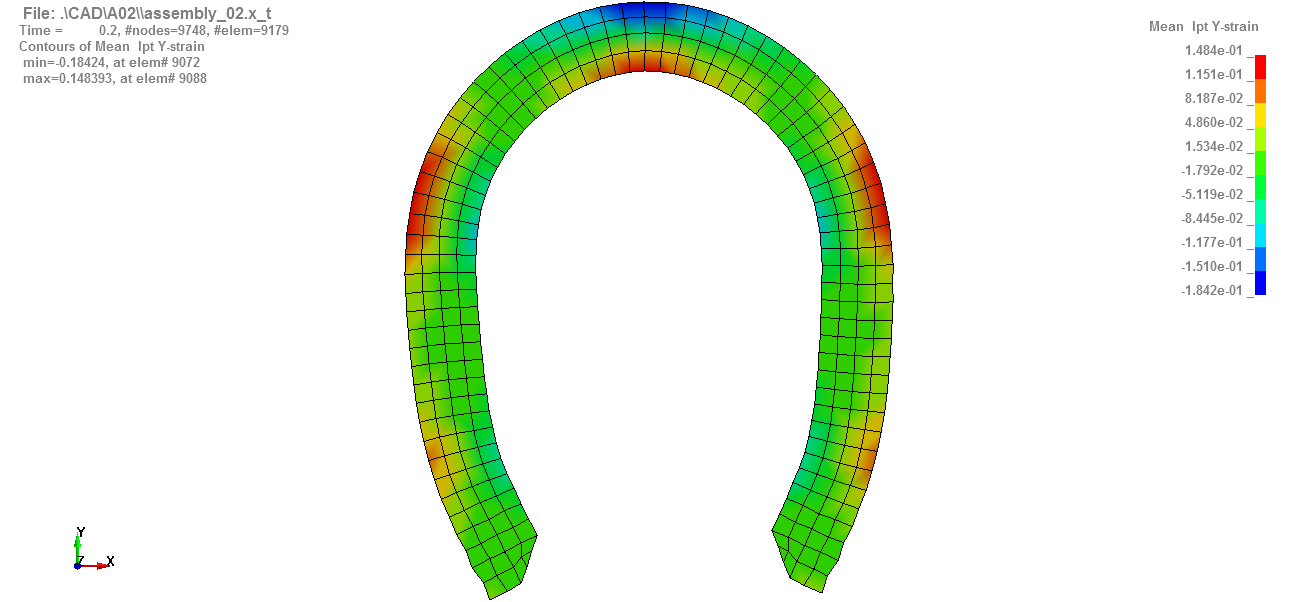 File: .\CAD\A02\\assembly_02.x_t
Time =        0.2, #nodes=9748, #elem=9179
Contours of Mean  Ipt Y-strain
min=-0.18424, at elem# 9072
max=0.148393, at elem# 9088
Mean  Ipt Y-strain
1.484e-01
1.151e-01
8.187e-02
4.860e-02
1.534e-02
-1.792e-02
-5.119e-02
-8.445e-02
-1.177e-01
-1.510e-01
-1.842e-01
Y
Z X